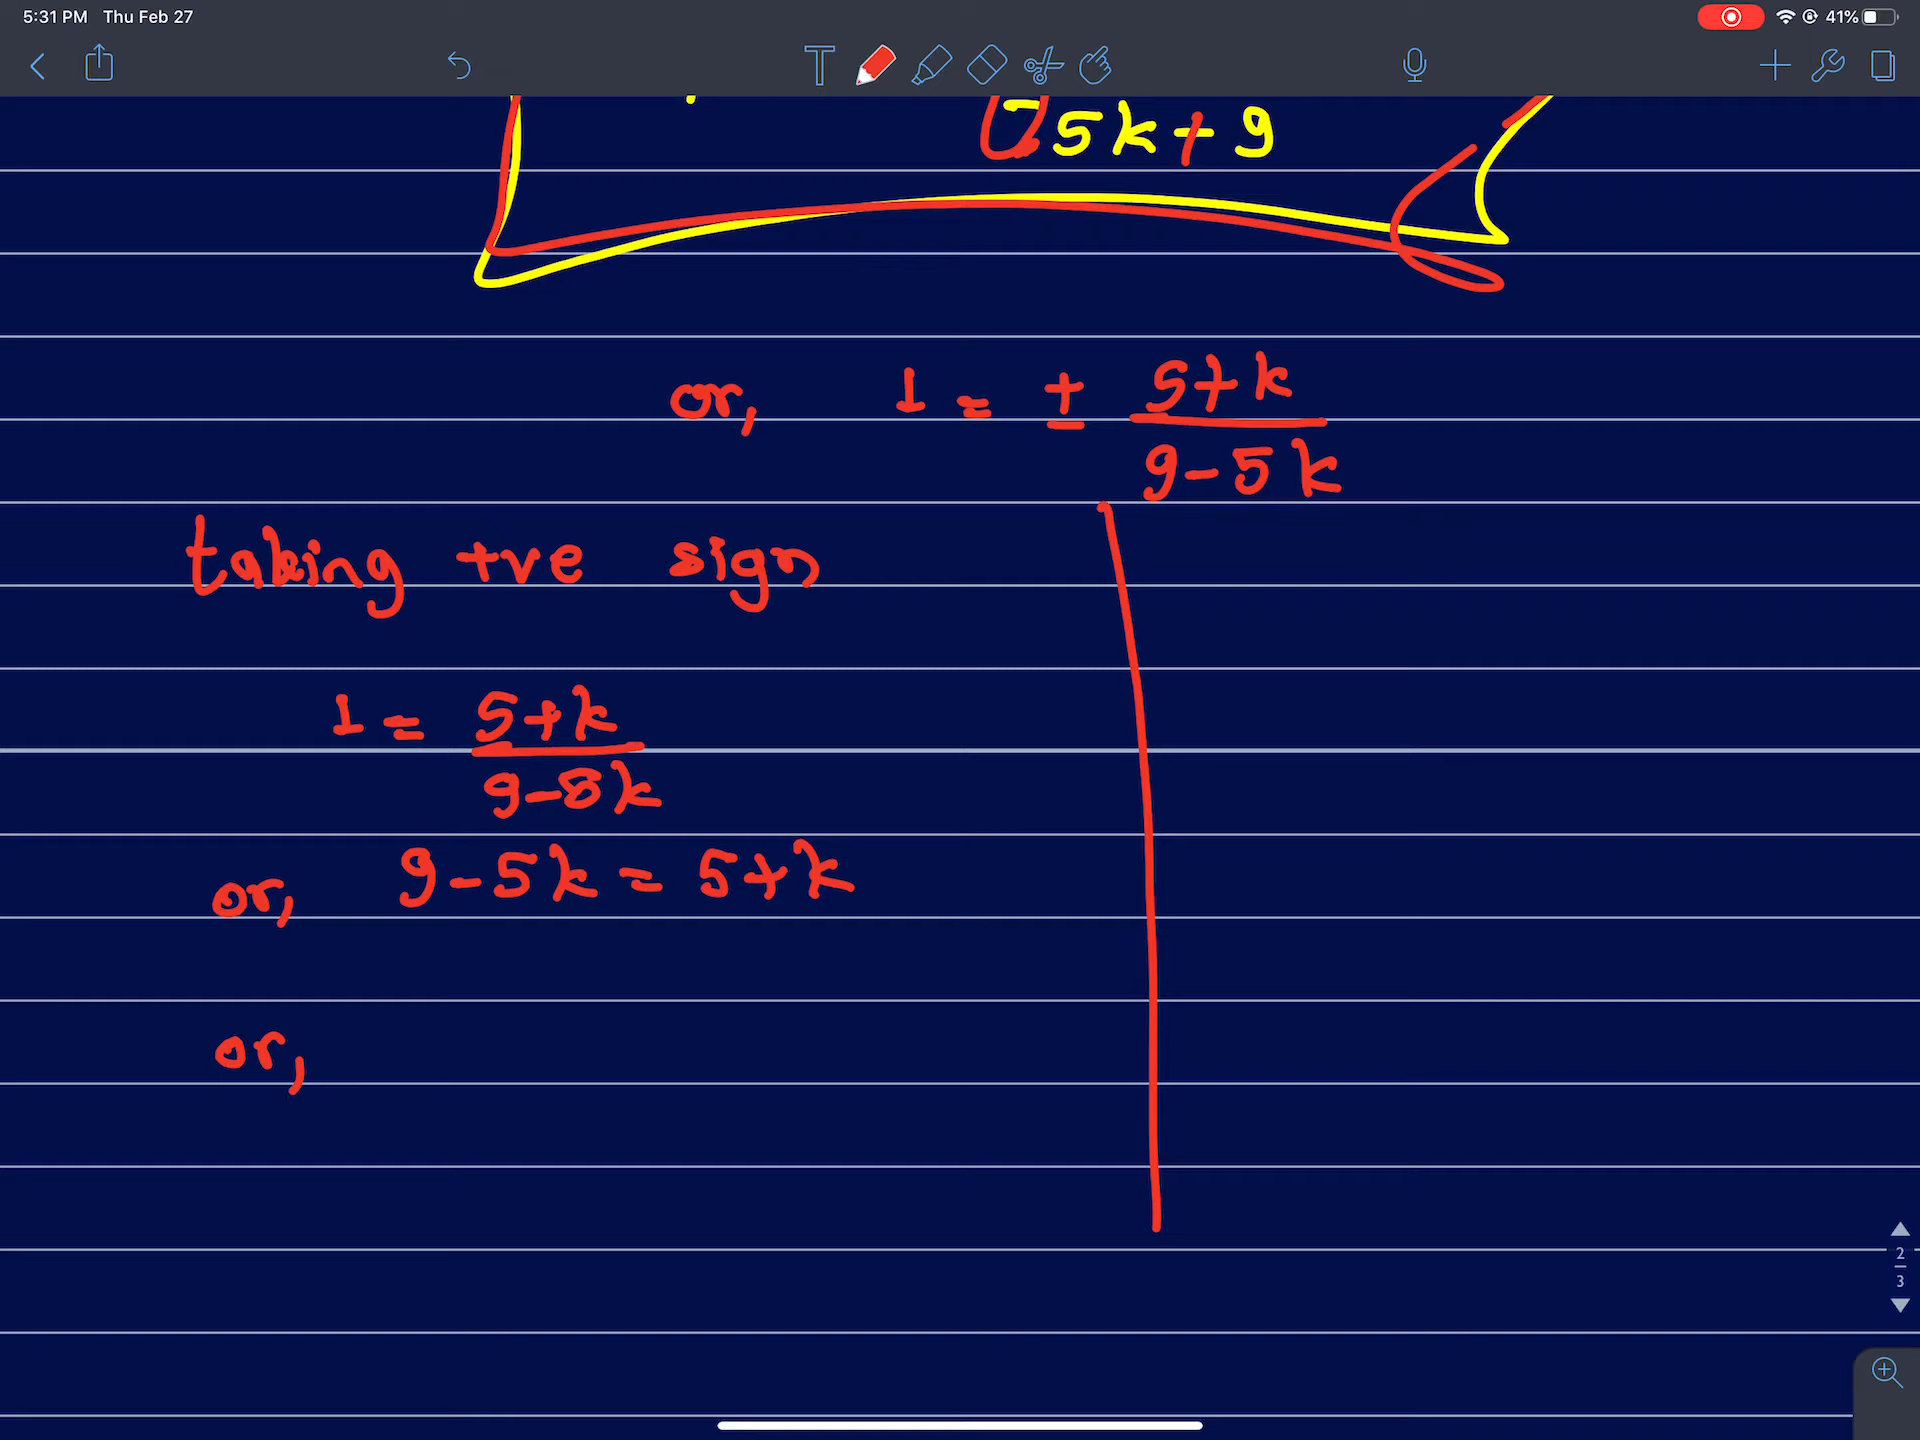 5:31 PM Thu Feb 27
41%
T
-5k+9
or, 1 = ± 5+k
9-5k
taking +ve sign
1 = 5+k
9-5k
or, 9-5k = 5+k
or,
2
3